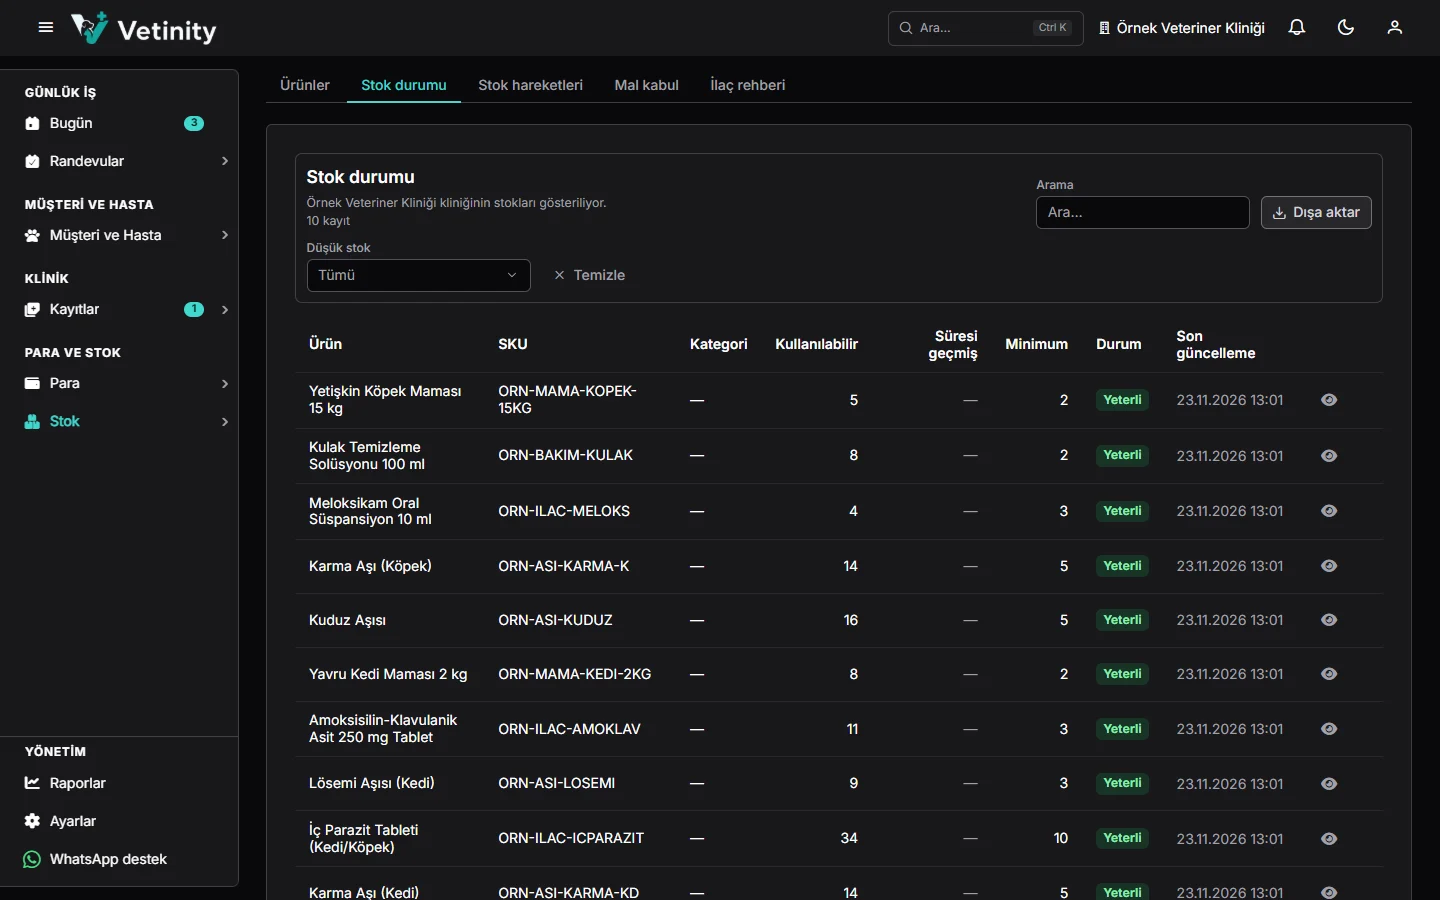 Vetinity
Ara...
Ctrl K
Örnek Veteriner Kliniği
GÜNLÜK İŞ
Bugün
3
Randevular
MÜŞTERİ VE HASTA
Müşteri ve Hasta
KLİNİK
Kayıtlar
1
PARA VE STOK
Para
Stok
YÖNETİM
Raporlar
Ayarlar
WhatsApp destek
Ürünler
Stok durumu
Stok hareketleri
Mal kabul
İlaç rehberi
Stok durumu
Örnek Veteriner Kliniği kliniğinin stokları gösteriliyor.
10 kayıt
Düşük stok
Tümü
Temizle
Arama
Ara...
Dışa aktar
Ürün SKU Kategori Kullanılabilir Süresi geçmiş Minimum Durum Son güncelleme
Yetişkin Köpek Maması 15 kg ORN-MAMA-KOPEK-15KG — 5 — 2 Yeterli 23.11.2026 13:01
Kulak Temizleme Solüsyonu 100 ml ORN-BAKIM-KULAK — 8 — 2 Yeterli 23.11.2026 13:01
Meloksikam Oral Süspansiyon 10 ml ORN-ILAC-MELOKS — 4 — 3 Yeterli 23.11.2026 13:01
Karma Aşı (Köpek) ORN-ASI-KARMA-K — 14 — 5 Yeterli 23.11.2026 13:01
Kuduz Aşısı ORN-ASI-KUDUZ — 16 — 5 Yeterli 23.11.2026 13:01
Yavru Kedi Maması 2 kg ORN-MAMA-KEDI-2KG — 8 — 2 Yeterli 23.11.2026 13:01
Amoksisilin-Klavulanik Asit 250 mg Tablet ORN-ILAC-AMOKLAV — 11 — 3 Yeterli 23.11.2026 13:01
Lösemi Aşısı (Kedi) ORN-ASI-LOSEMI — 9 — 3 Yeterli 23.11.2026 13:01
İç Parazit Tableti (Kedi/Köpek) ORN-ILAC-ICPARAZIT — 34 — 10 Yeterli 23.11.2026 13:01
Karma Aşı (Kedi) ORN-ASI-KARMA-KD — 14 — 5 Yeterli 23.11.2026 13:01